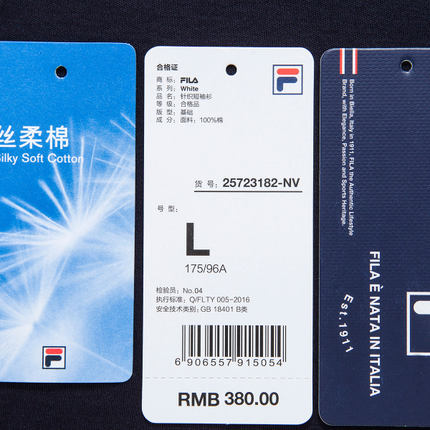 丝柔棉
Silky Soft Cotton
合格证
商 标: FILA
系 列: White
品 名: 针织短袖衫
等 级: 合格品
版 型: 基础
成 分: 面料: 100%棉
货 号: 25723182-NV
号 型:
L
175/96A
检验员: No.04
执行标准: Q/FLTY 005-2016
安全技术类别: GB 18401 B类
6 906557 915054
RMB 380.00
Born in Biella, Italy in 1911, FILA the Authentic Lifestyle
Brand, with Elegance, Passion and Sports Heritage.
FILA È NATA IN ITALIA
Est.1911